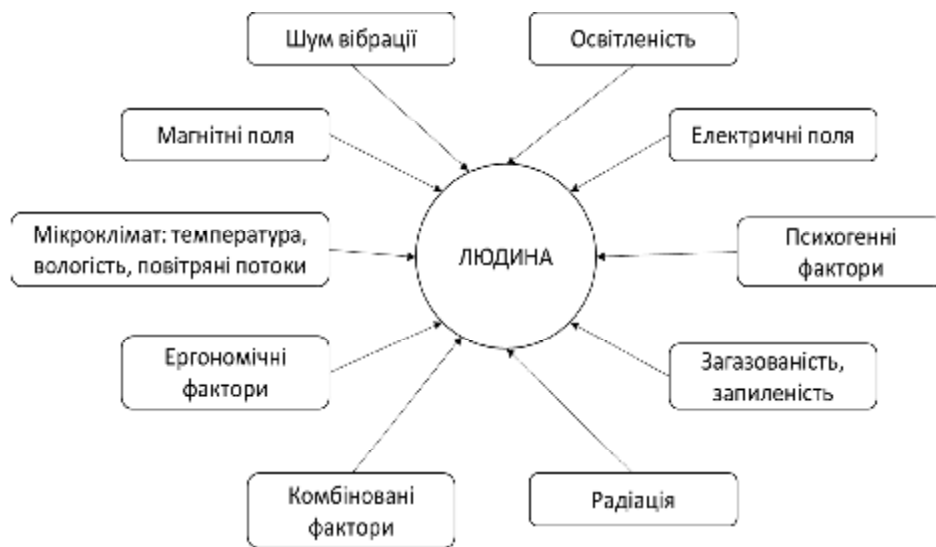 Шум вібрації
Освітленість
Магнітні поля
Електричні поля
Мікроклімат: температура,
вологість, повітряні потоки
ЛЮДИНА
Психогенні
фактори
Ергономічні
фактори
Загазованість,
запиленість
Комбіновані
фактори
Радіація